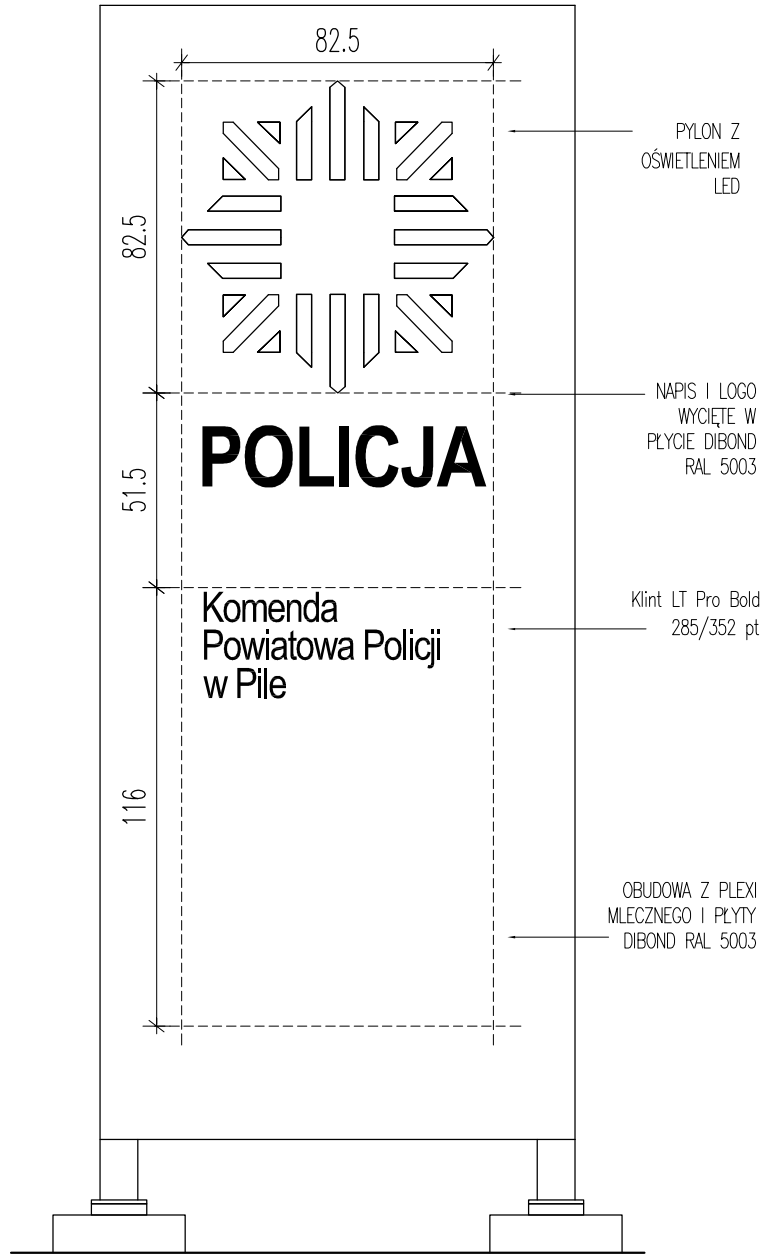 82.5
PYLON Z
OŚWIETLENIEM
LED
82.5
NAPIS I LOGO
WYCIĘTE W
PŁYCIE DIBOND
RAL 5003
POLICJA
51.5
Komenda
Powiatowa Policji
w Pile
Klint LT Pro Bold
285/352 pt
116
OBUDOWA Z PLEXI
MLECZNEGO I PŁYTY
DIBOND RAL 5003